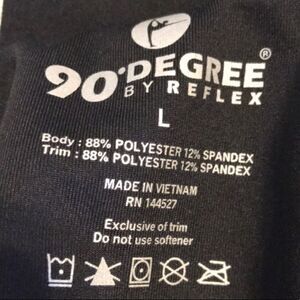 90°DEGREE®
BY REFLEX
L
Body : 88% POLYESTER 12% SPANDEX
Trim : 88% POLYESTER 12% SPANDEX
MADE IN VIETNAM
RN 144527
Exclusive of trim
Do not use softener